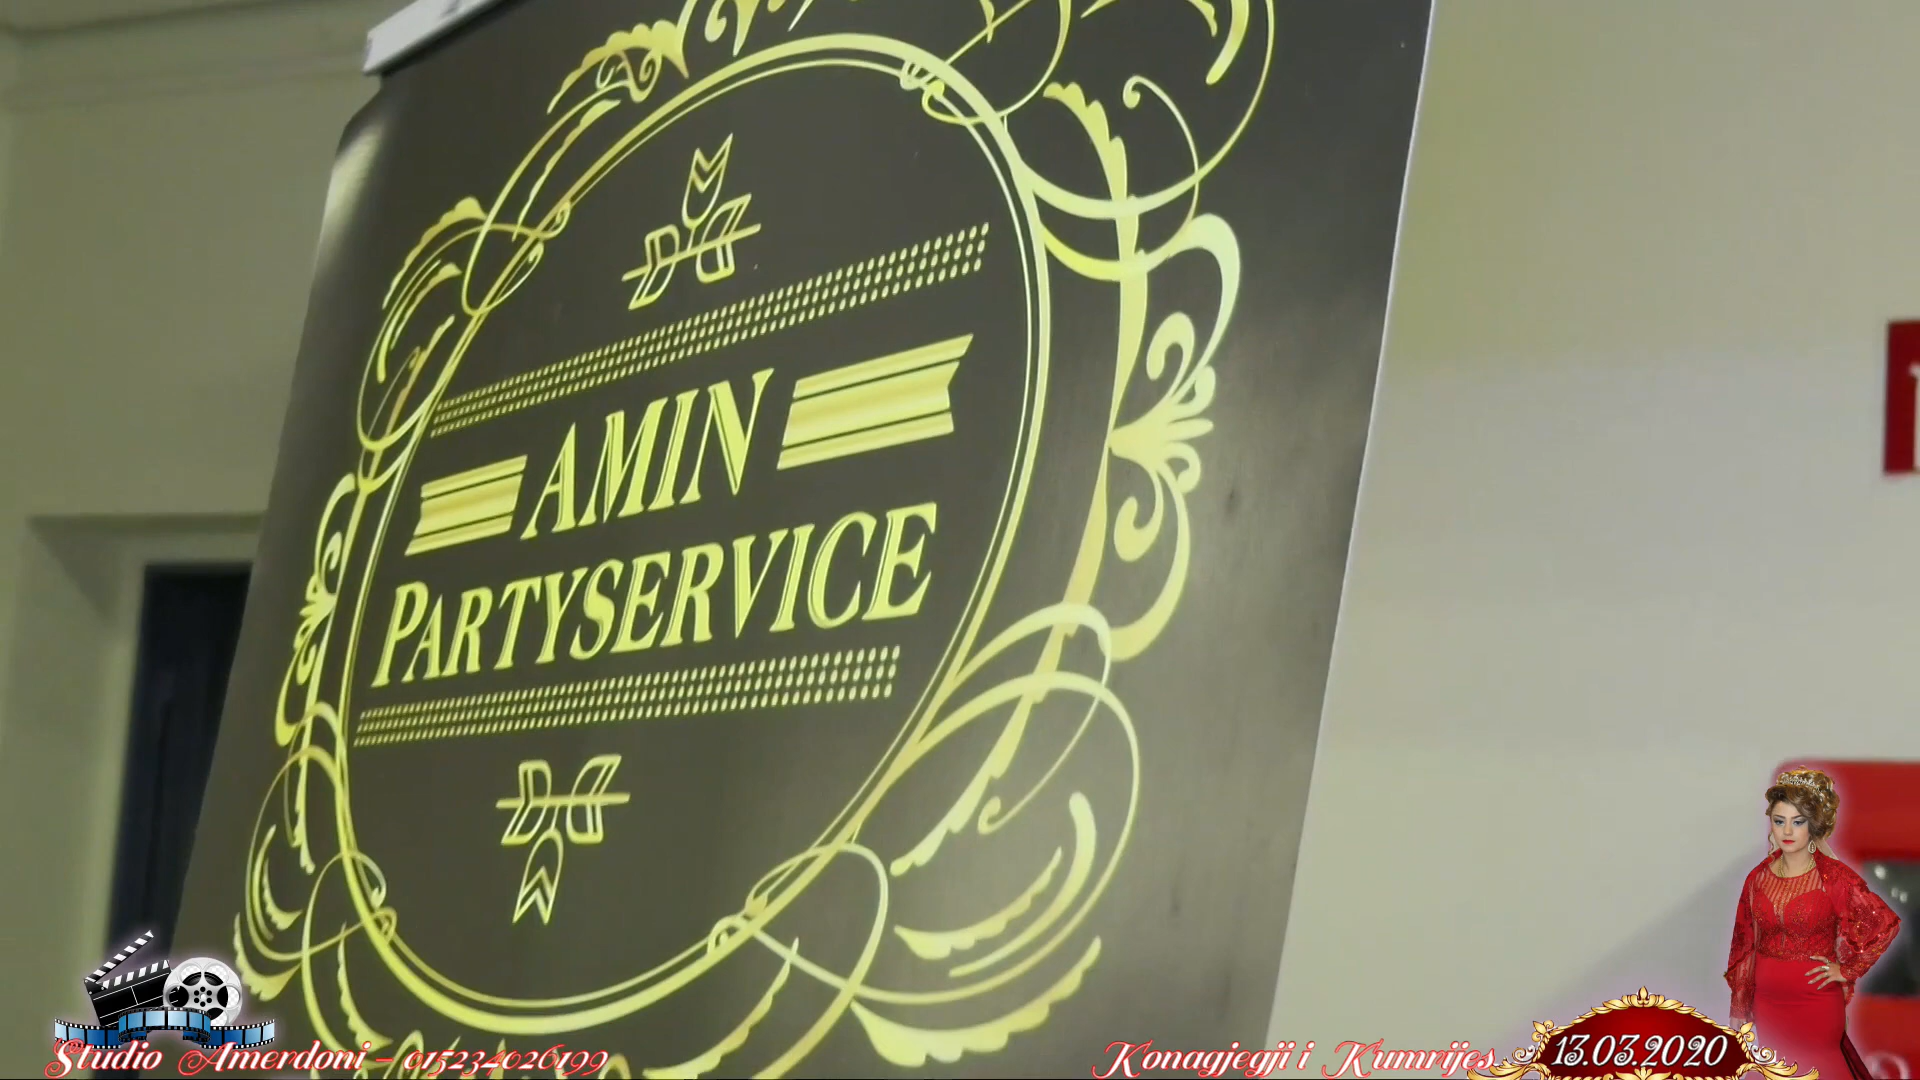 AMIN
PARTYSERVICE
Studio Amerdoni - 015234026199
Konagjegji i Kumrijes
13.03.2020